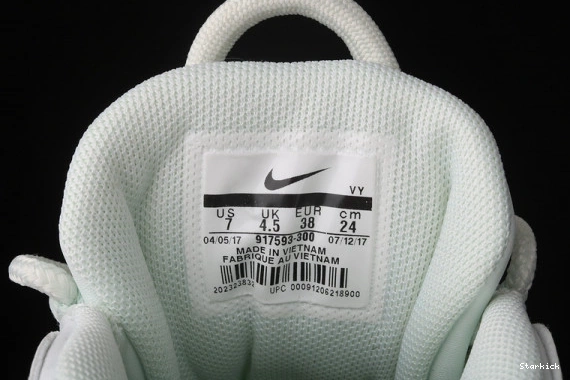 VY
US UK EUR cm
7 4.5 38 24
04/05/17 917593-300 07/12/17
MADE IN VIETNAM
FABRIQUE AU VIETNAM
UPC 00091206218900
Starkick